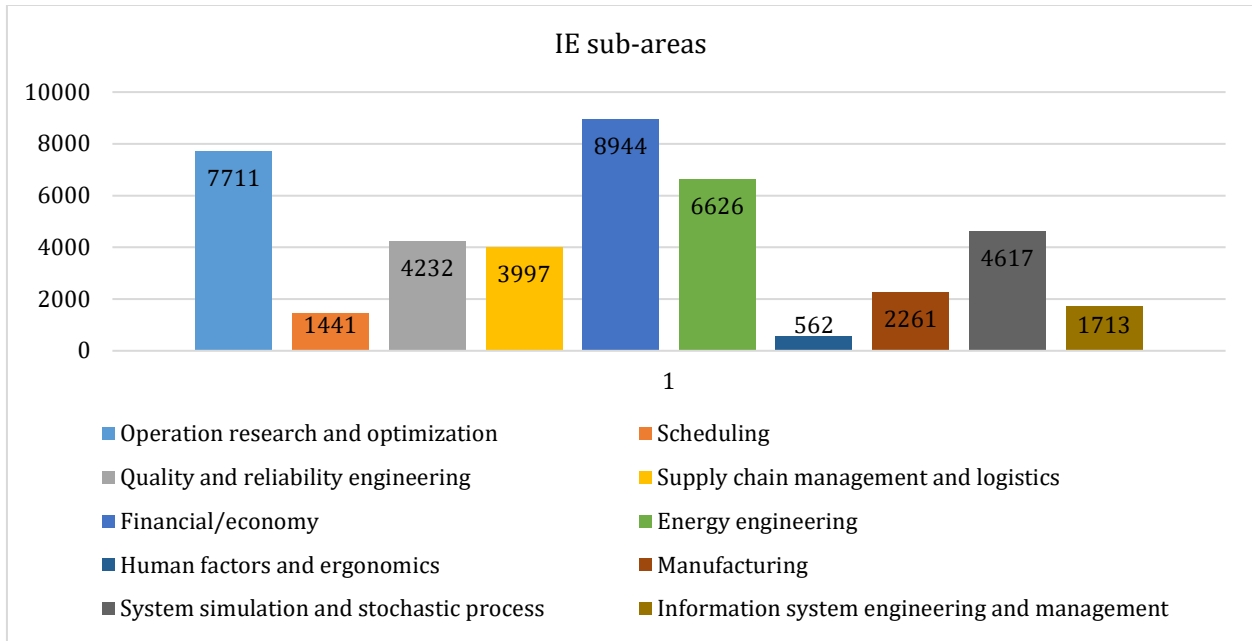 IE sub-areas
10000
8000
6000
4000
2000
0
7711
1441
4232
3997
8944
6626
562
2261
4617
1713
1
Operation research and optimization
Scheduling
Quality and reliability engineering
Supply chain management and logistics
Financial/economy
Energy engineering
Human factors and ergonomics
Manufacturing
System simulation and stochastic process
Information system engineering and management